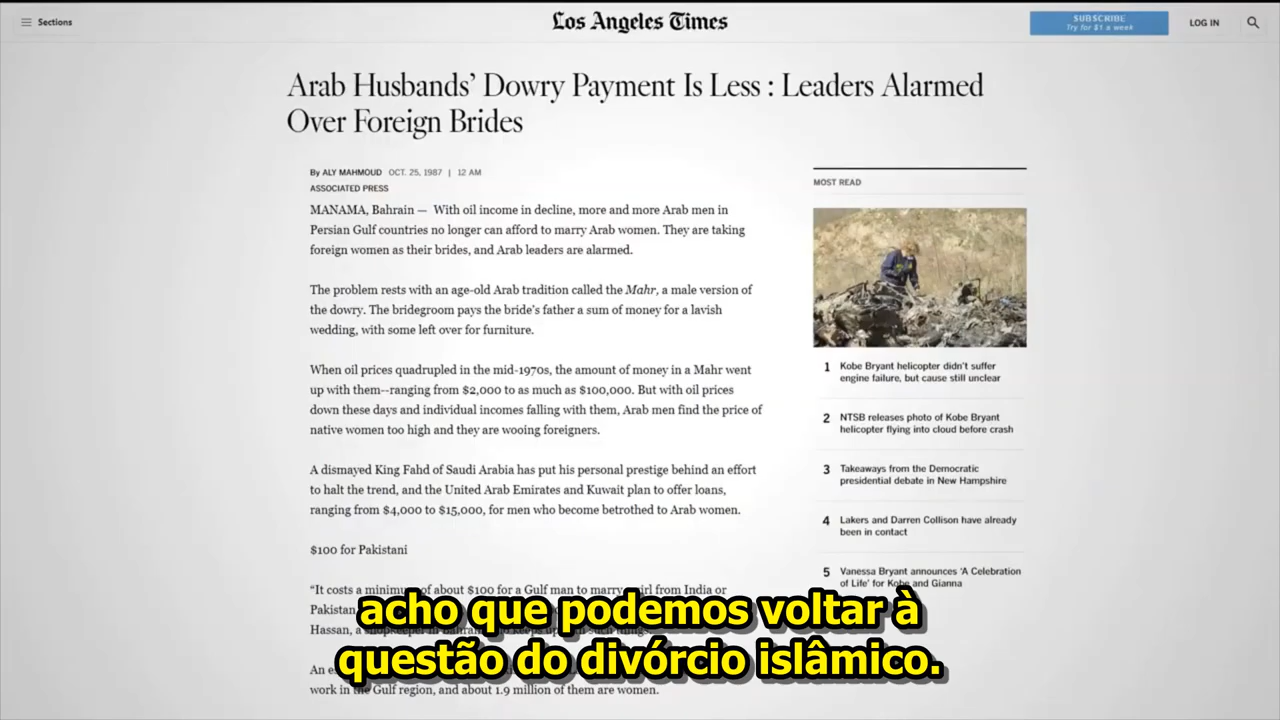 Sections
Los Angeles Times
SUBSCRIBE
Try for $1 a week
LOG IN
Arab Husbands' Dowry Payment Is Less : Leaders Alarmed
Over Foreign Brides
By ALY MAHMOUD OCT. 25, 1987 | 12 AM
ASSOCIATED PRESS
MANAMA, Bahrain — With oil income in decline, more and more Arab men in
Persian Gulf countries no longer can afford to marry Arab women. They are taking
foreign women as their brides, and Arab leaders are alarmed.
The problem rests with an age-old Arab tradition called the Mahr, a male version of
the dowry. The bridegroom pays the bride's father a sum of money for a lavish
wedding, with some left over for furniture.
When oil prices quadrupled in the mid-1970s, the amount of money in a Mahr went
up with them--ranging from $2,000 to as much as $100,000. But with oil prices
down these days and individual incomes falling with them, Arab men find the price of
native women too high and they are wooing foreigners.
A dismayed King Fahd of Saudi Arabia has put his personal prestige behind an effort
to halt the trend, and the United Arab Emirates and Kuwait plan to offer loans,
ranging from $4,000 to $15,000, for men who become betrothed to Arab women.
$100 for Pakistani
“It costs a minimum of about $100 for a Gulf man to marry girl from India or
Pakistan
Hassan, a
An
work in the Gulf region, and about 1.9 million of them are women.
MOST READ
1 Kobe Bryant helicopter didn't suffer
engine failure, but cause still unclear
2 NTSB releases photo of Kobe Bryant
helicopter flying into cloud before crash
3 Takeaways from the Democratic
presidential debate in New Hampshire
4 Lakers and Darren Collison have already
been in contact
5 Vanessa Bryant announces ‘A Celebration
of Life’ for Kobe and Gianna
acho que podemos voltar à
questão do divórcio islâmico.